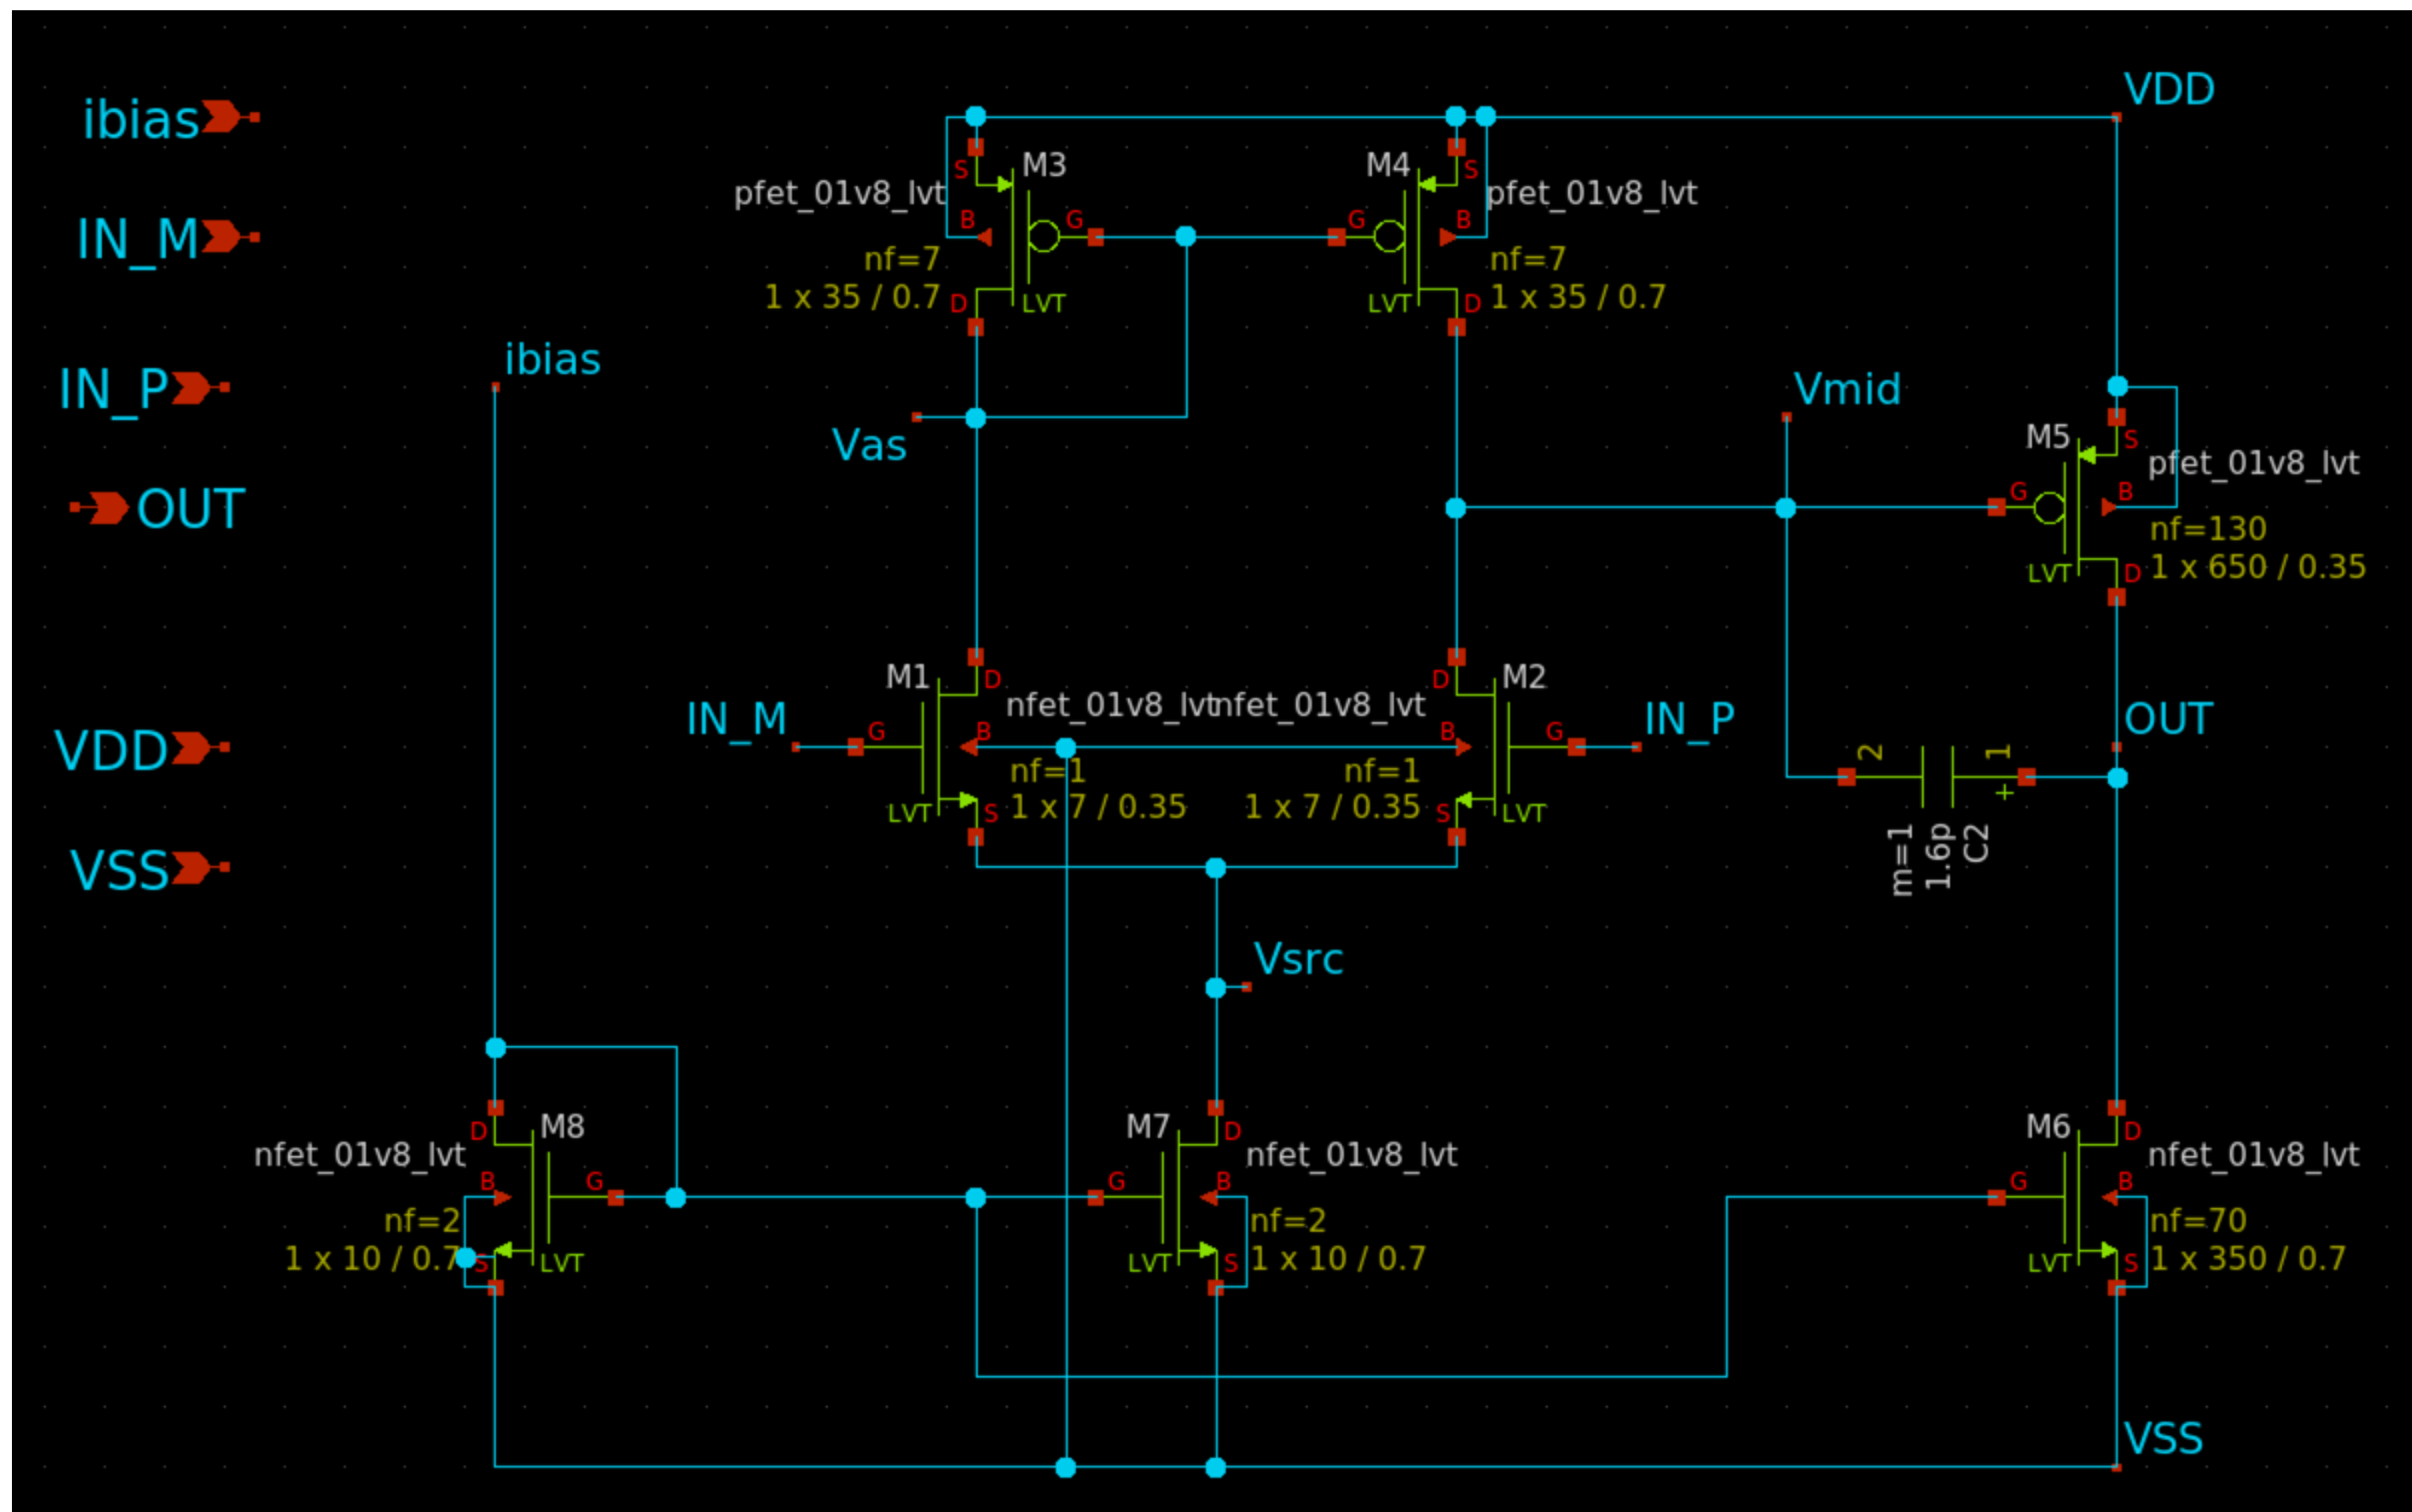 VDD
ibias
M3
M4
S
S
pfet_01v8_lvt
pfet_01v8_lvt
B
G
G
B
IN_M
nf=7
nf=7
1 x 35 / 0.7
D
LVT
LVT
D
1 x 35 / 0.7
ibias
IN_P
Vmid
Vas
M5
S
pfet_01v8_lvt
G
B
OUT
nf=130
LVT
D
1 x 650 / 0.35
M1
D
D
M2
nfet_01v8_lvt
nfet_01v8_lvt
IN_M
G
B
B
G
IN_P
OUT
VDD
nf=1
nf=1
2
1
LVT
S
1 x 7 / 0.35
1 x 7 / 0.35
S
LVT
+
m=1
1.6p
C2
VSS
Vsrc
D
M8
M7
D
M6
D
nfet_01v8_lvt
nfet_01v8_lvt
nfet_01v8_lvt
B
G
G
B
G
B
nf=2
nf=2
nf=70
1 x 10 / 0.7
S
LVT
LVT
S
1 x 10 / 0.7
LVT
S
1 x 350 / 0.7
VSS